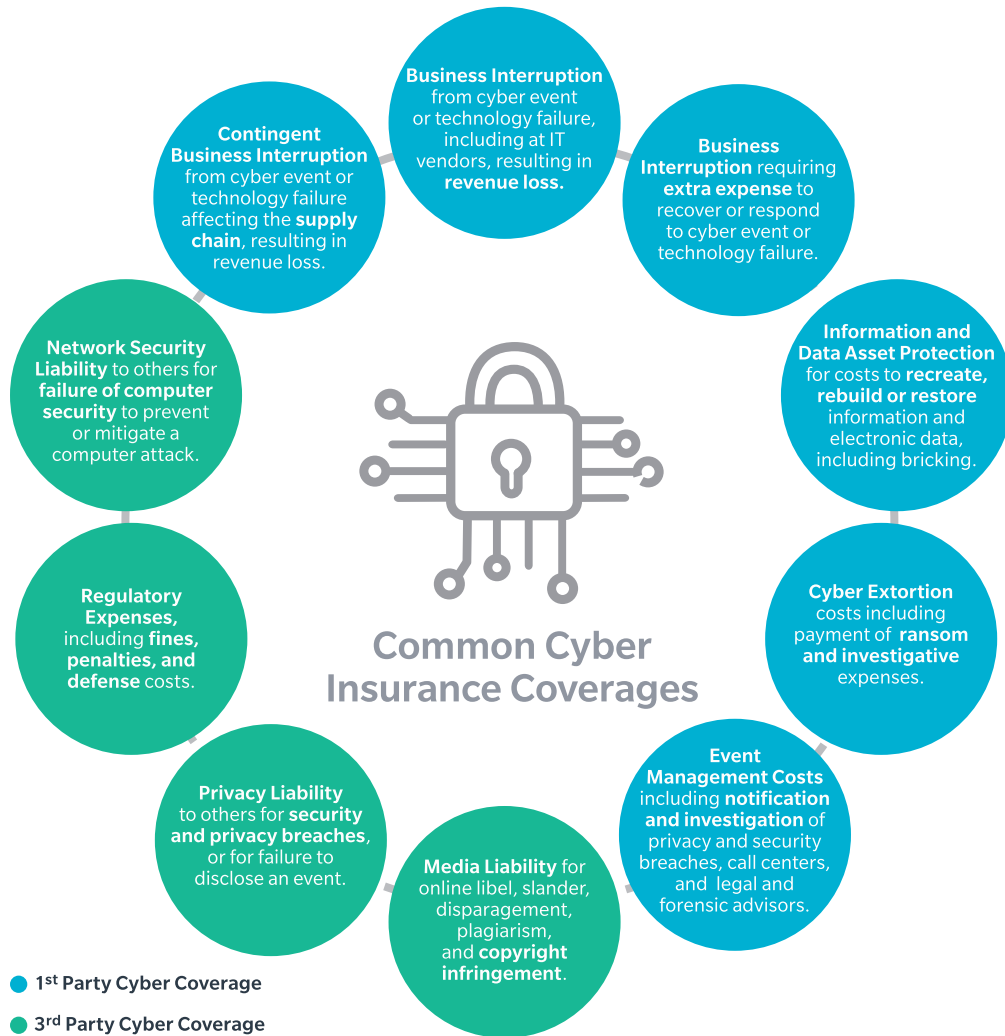 Business Interruption
from cyber event
or technology failure,
including at IT
vendors, resulting in
revenue loss.
Business
Interruption requiring
extra expense to
recover or respond
to cyber event or
technology failure.
Information and
Data Asset Protection
for costs to recreate,
rebuild or restore
information and
electronic data,
including bricking.
Cyber Extortion
costs including
payment of ransom
and investigative
expenses.
Event
Management Costs
including notification
and investigation of
privacy and security
breaches, call centers,
and legal and
forensic advisors.
Media Liability for
online libel, slander,
disparagement,
plagiarism,
and copyright
infringement.
Privacy Liability
to others for security
and privacy breaches,
or for failure to
disclose an event.
Regulatory
Expenses,
including fines,
penalties, and
defense costs.
Network Security
Liability to others for
failure of computer
security to prevent
or mitigate a
computer attack.
Contingent
Business Interruption
from cyber event or
technology failure
affecting the supply
chain, resulting in
revenue loss.
Common Cyber
Insurance Coverages
1st Party Cyber Coverage
3rd Party Cyber Coverage